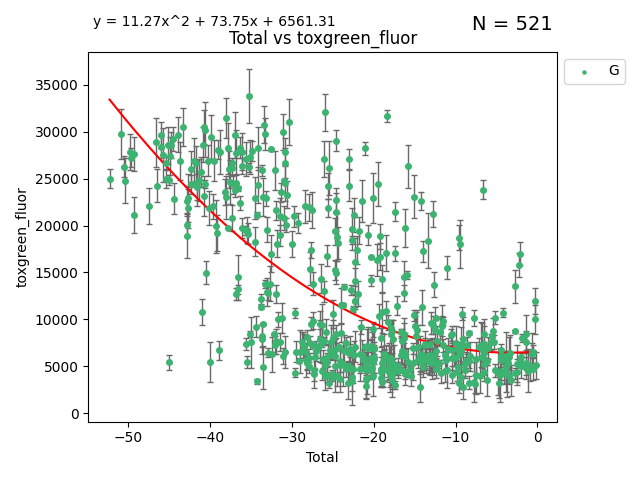 y = 11.27x^2 + 73.75x + 6561.31
N = 521
Total vs toxgreen_fluor
G
toxgreen_fluor
35000
30000
25000
20000
15000
10000
5000
0
−50
−40
−30
−20
−10
0
Total